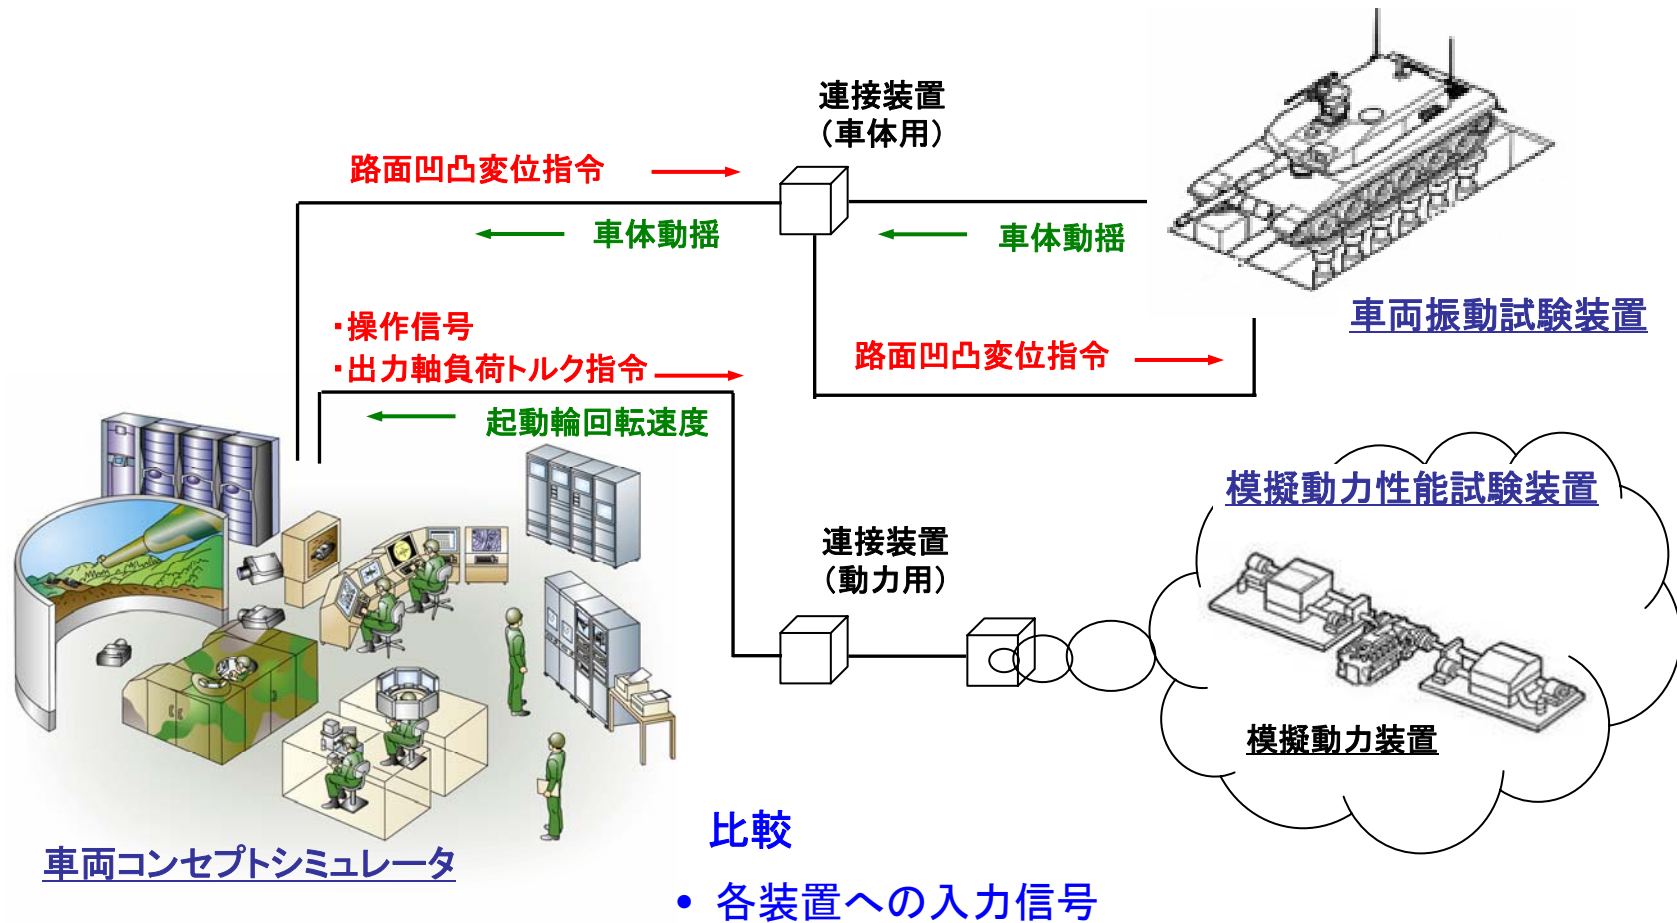 連接装置
（車体用）
路面凹凸変位指令
車体動揺
車体動揺
車両振動試験装置
・操作信号
・出力軸負荷トルク指令
路面凹凸変位指令
起動輪回転速度
模擬動力性能試験装置
連接装置
（動力用）
模擬動力装置
車両コンセプトシミュレータ
比較
• 各装置への入力信号